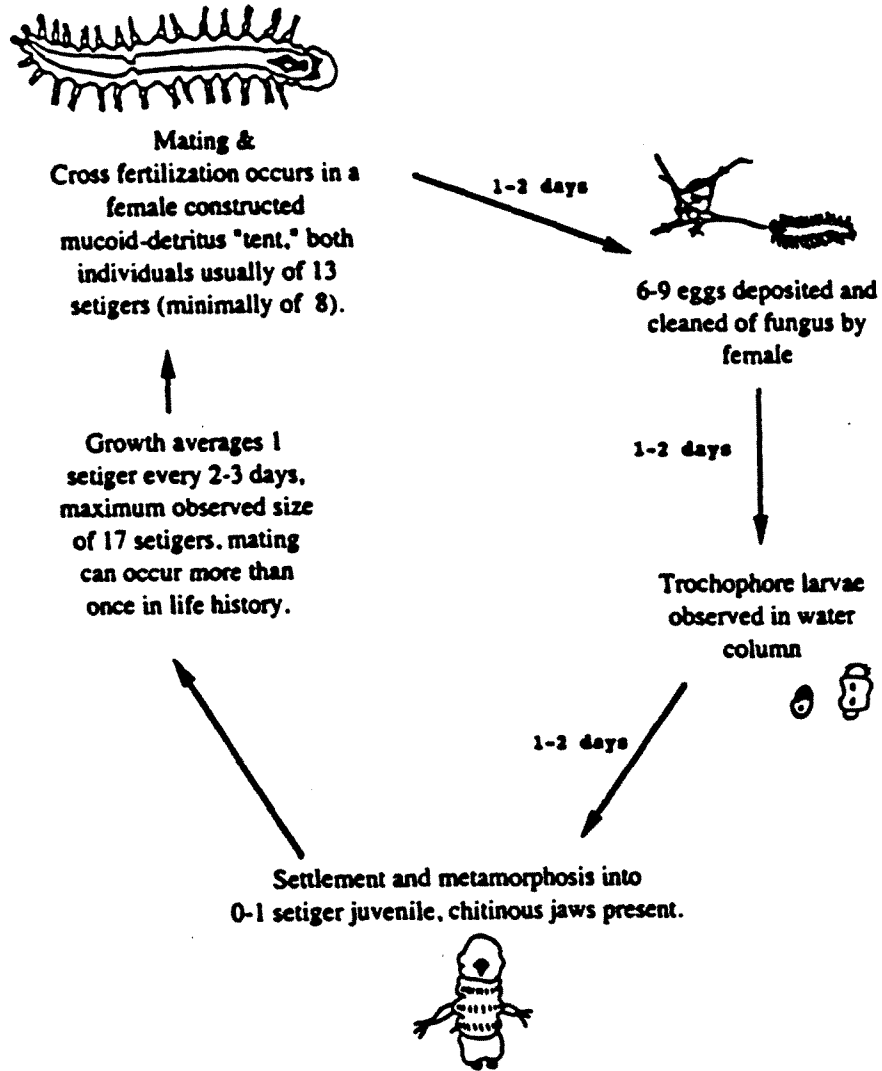 Mating &
Cross fertilization occurs in a
female constructed
mucoid-detritus "tent," both
individuals usually of 13
setigers (minimally of 8).
1-2 days
6-9 eggs deposited and
cleaned of fungus by
female
1-2 days
Trochophore larvae
observed in water
column
1-2 days
Settlement and metamorphosis into
0-1 setiger juvenile, chitinous jaws present.
Growth averages 1
setiger every 2-3 days,
maximum observed size
of 17 setigers, mating
can occur more than
once in life history.